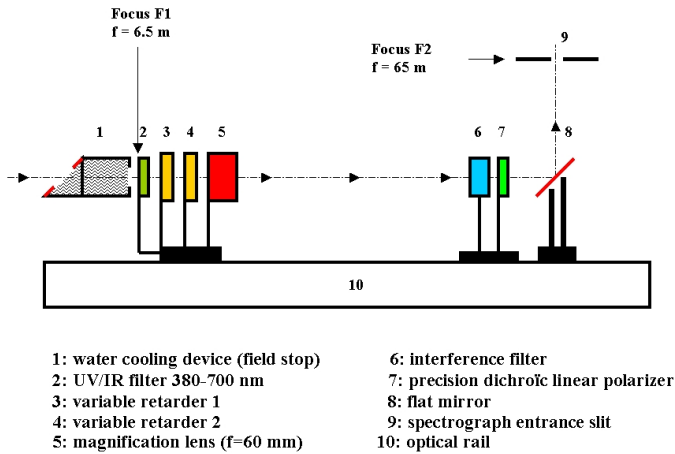 Focus F1
f = 6.5 m
Focus F2
f = 65 m
9
1
2
3
4
5
6
7
8
10
1: water cooling device (field stop)
2: UV/IR filter 380-700 nm
3: variable retarder 1
4: variable retarder 2
5: magnification lens (f=60 mm)
6: interference filter
7: precision dichroïc linear polarizer
8: flat mirror
9: spectrograph entrance slit
10: optical rail